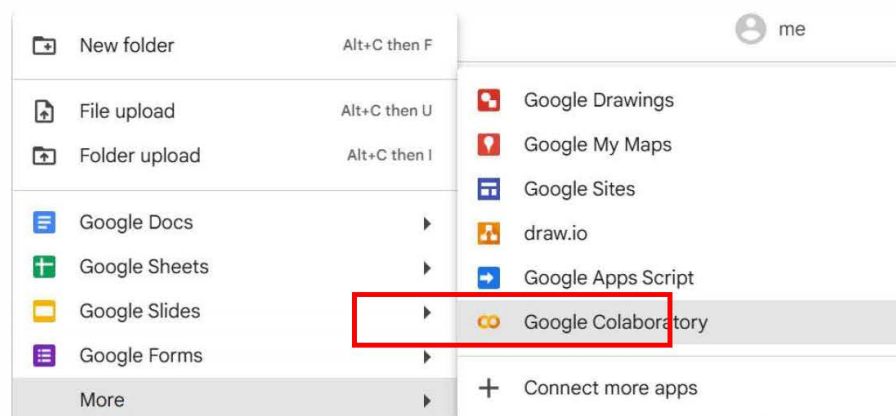 New folder Alt+C then F
File upload Alt+C then U
Folder upload Alt+C then I
Google Docs
Google Sheets
Google Slides
Google Forms
More
me
Google Drawings
Google My Maps
Google Sites
draw.io
Google Apps Script
Google Colaboratory
Connect more apps